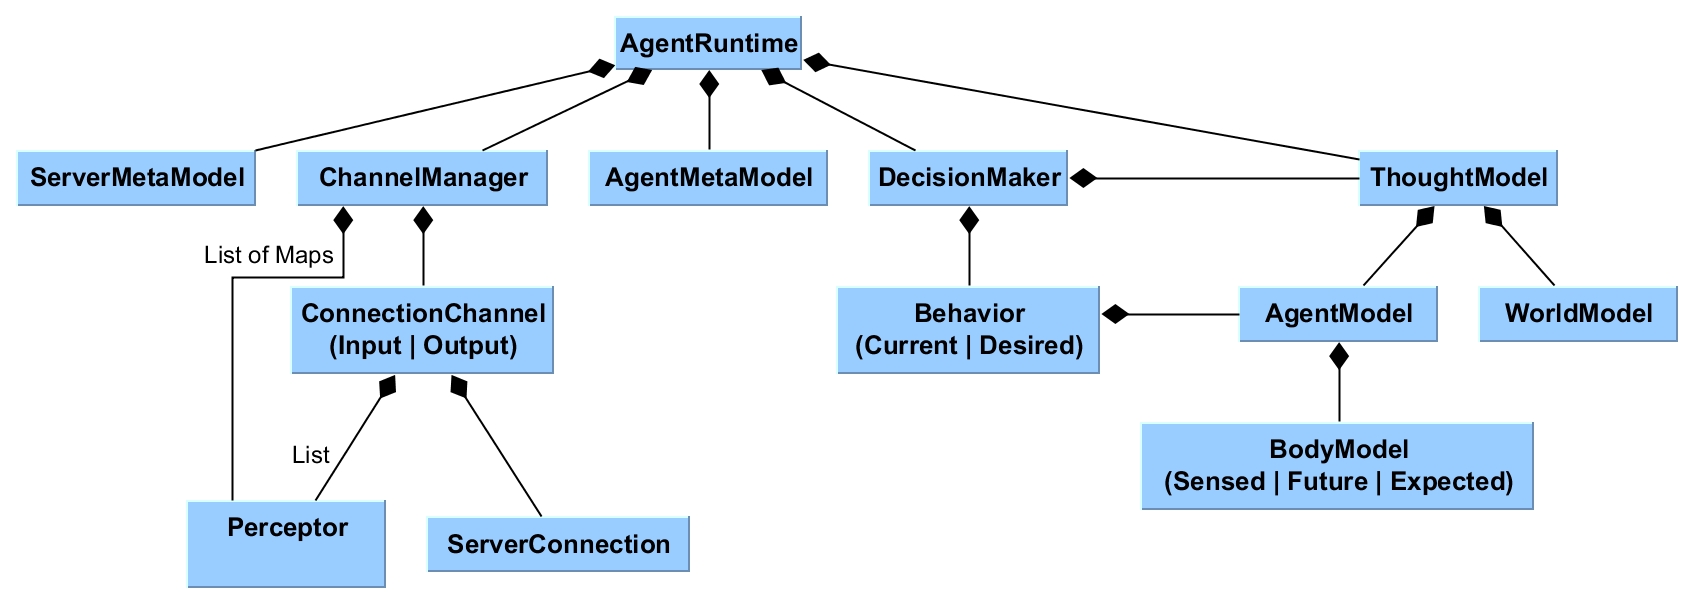 AgentRuntime
ServerMetaModel
ChannelManager
AgentMetaModel
DecisionMaker
ThoughtModel
List of Maps
ConnectionChannel
(Input | Output)
Behavior
(Current | Desired)
AgentModel
WorldModel
List
BodyModel
(Sensed | Future | Expected)
Perceptor
ServerConnection